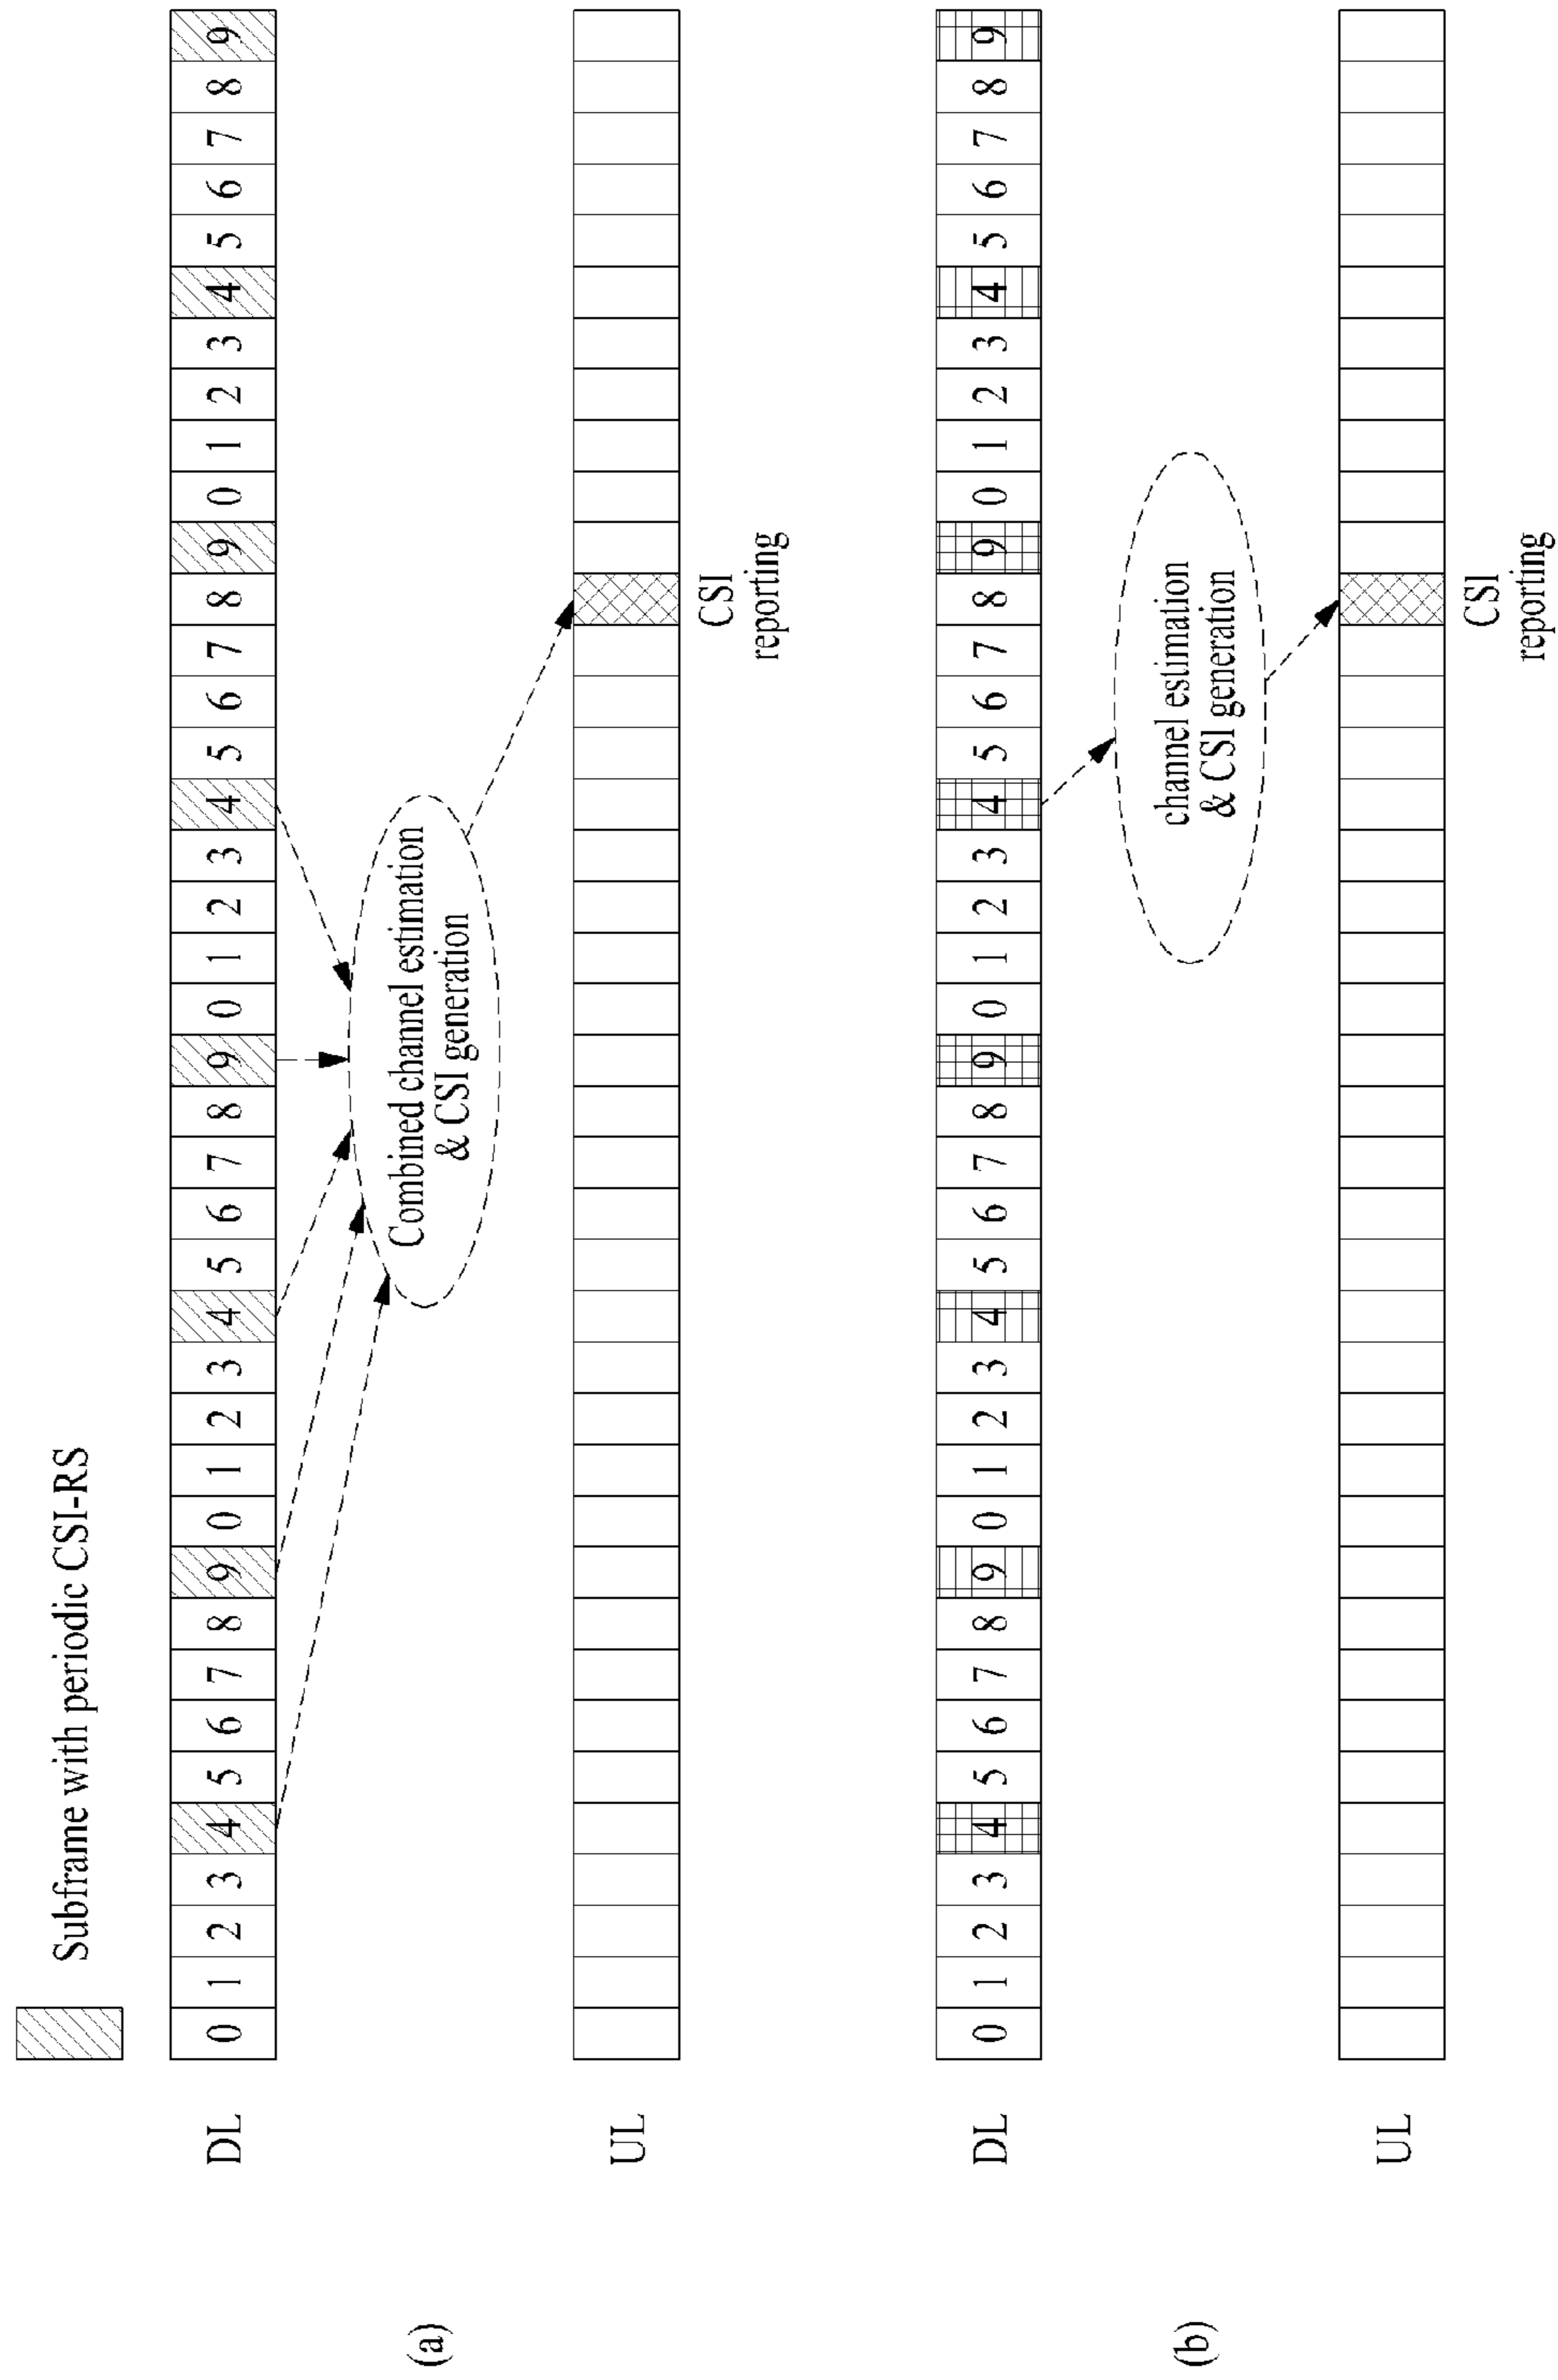 Subframe with periodic CSI-RS
(a)
DL
0 1 2 3 4 5 6 7 8 9 0 1 2 3 4 5 6 7 8 9 0 1 2 3 4 5 6 7 8 9 0 1 2 3 4 5 6 7 8 9
Combined channel estimation
& CSI generation
UL
CSI
reporting
(b)
DL
0 1 2 3 4 5 6 7 8 9 0 1 2 3 4 5 6 7 8 9 0 1 2 3 4 5 6 7 8 9 0 1 2 3 4 5 6 7 8 9
channel estimation
& CSI generation
UL
CSI
reporting